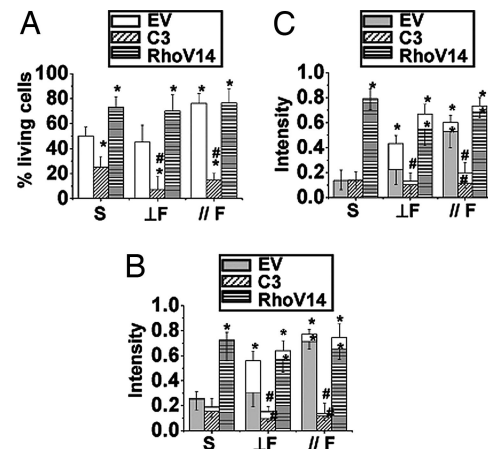 A
EV
C3
RhoV14
% living cells
100
80
60
40
20
0
* * # * * * # * *
S ⊥F // F
C
EV
C3
RhoV14
Intensity
1.0
0.8
0.6
0.4
0.2
0.0
* * # * * * * # # * *
S ⊥F // F
B
EV
C3
RhoV14
Intensity
1.0
0.8
0.6
0.4
0.2
0.0
* * # # * * * * # # * *
S ⊥F // F